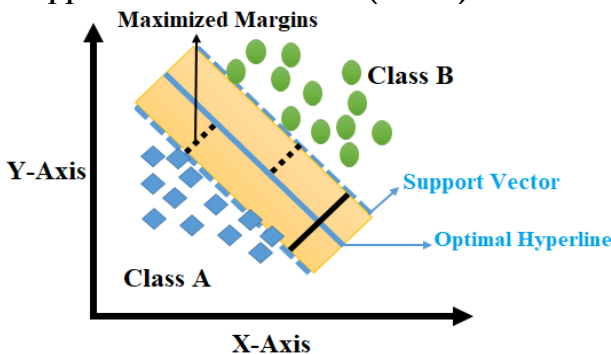 Maximized Margins
Class B
Y-Axis
Support Vector
Optimal Hyperline
Class A
X-Axis